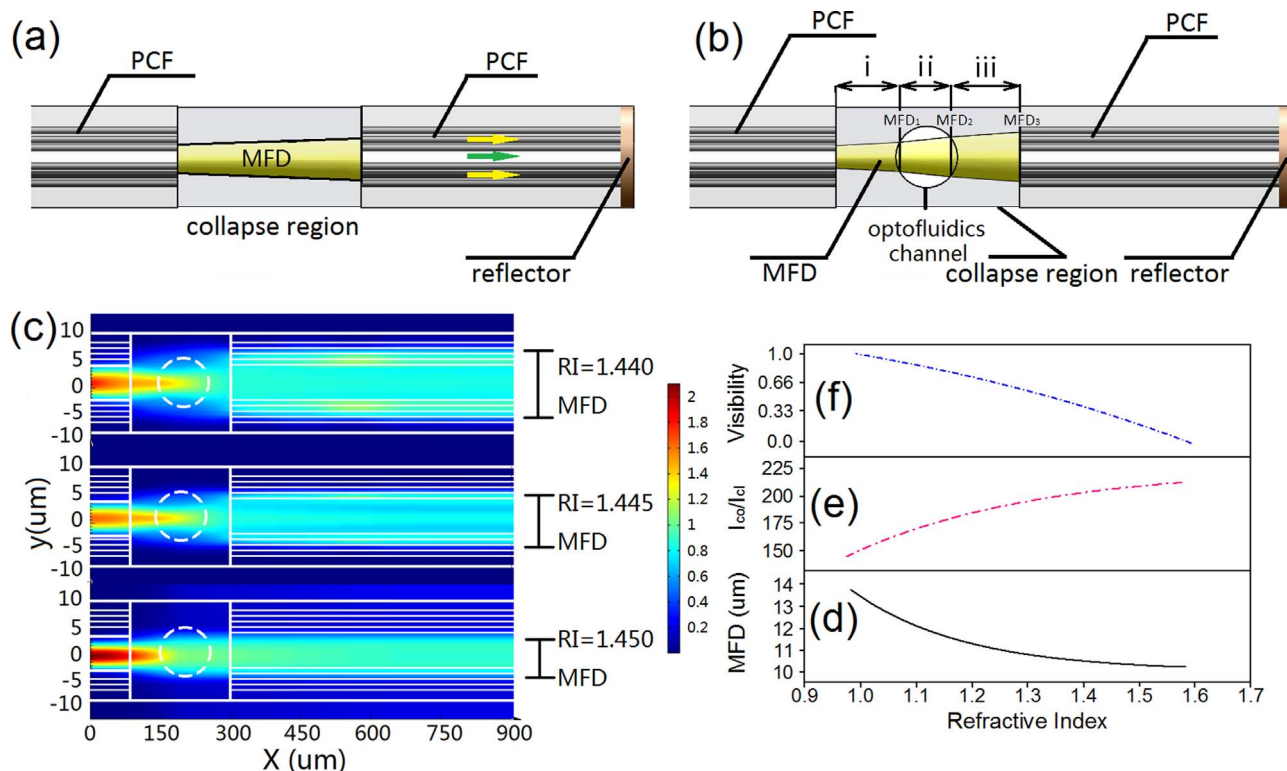 (a)
PCF
PCF
MFD
collapse region
reflector
(b)
PCF
PCF
i
ii
iii
MFD₁
MFD₂
MFD₃
optofluidics
channel
MFD
collapse region
reflector
(c)
10
5
0
-5
-10
10
5
0
-5
-10
10
5
0
-5
-10
y(um)
0
150
300
450
600
750
900
X (um)
RI=1.440
MFD
RI=1.445
MFD
RI=1.450
MFD
2
1.8
1.6
1.4
1.2
1
0.8
0.6
0.4
0.2
(f)
Visibility
1.0
0.66
0.33
0.0
(e)
I_co/I_cl
225
200
175
150
(d)
MFD (um)
14
13
12
11
10
0.9
1.0
1.1
1.2
1.3
1.4
1.5
1.6
1.7
Refractive Index